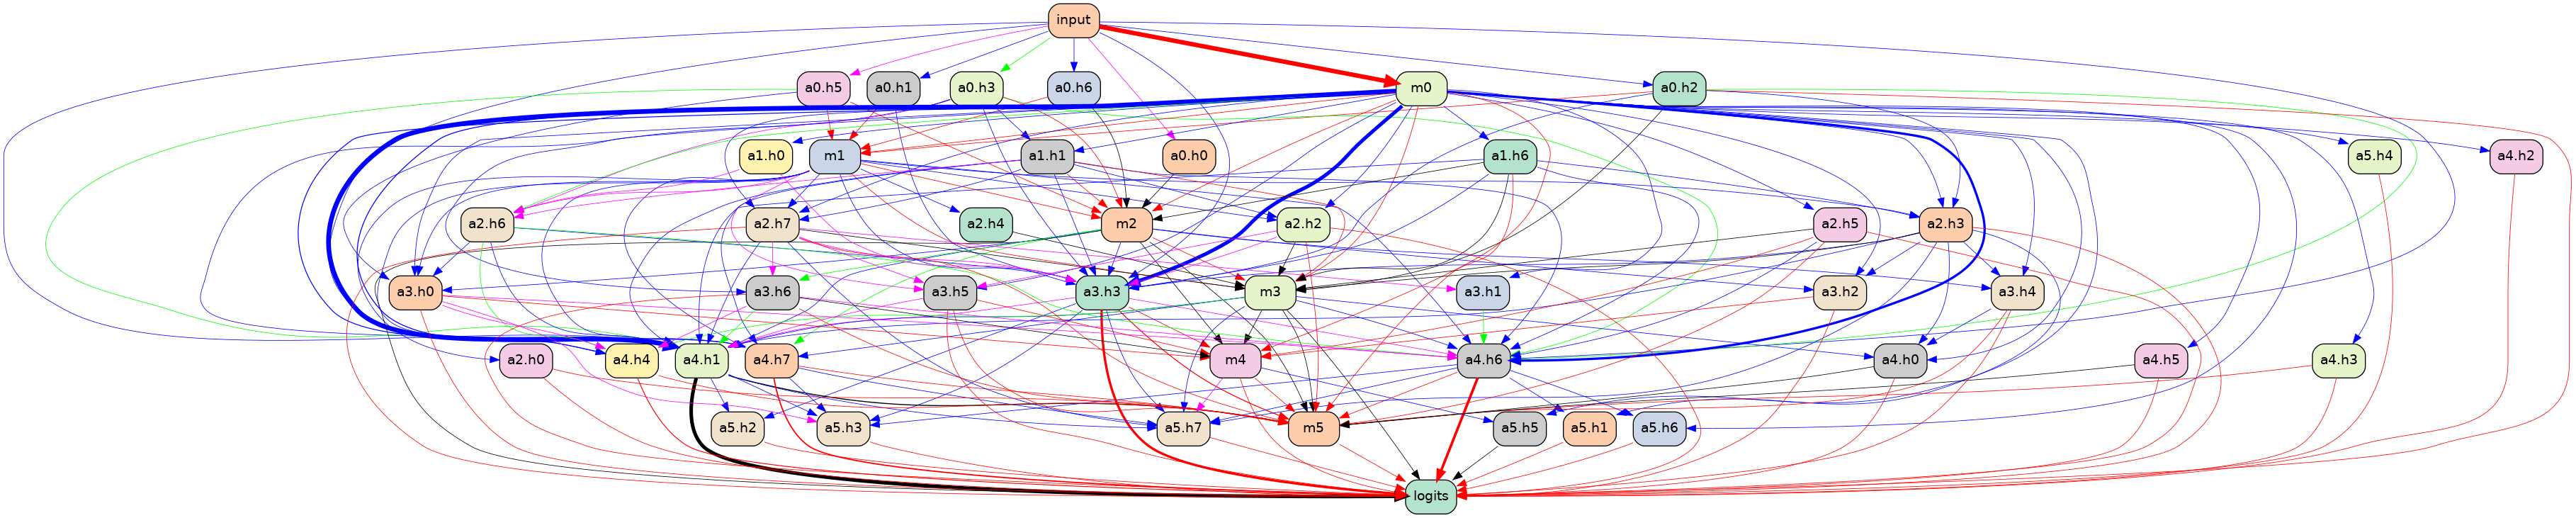 input
a0.h5 a0.h1 a0.h3 a0.h6 m0 a0.h2
a1.h0 m1 a1.h1 a0.h0 a1.h6 a5.h4 a4.h2
a2.h6 a2.h7 a2.h4 m2 a2.h2 a2.h5 a2.h3
a3.h0 a3.h6 a3.h5 a3.h3 m3 a3.h1 a3.h2 a3.h4
a2.h0 a4.h4 a4.h1 a4.h7 m4 a4.h6 a4.h0 a4.h5 a4.h3
a5.h2 a5.h3 a5.h7 m5 a5.h5 a5.h1 a5.h6
logits